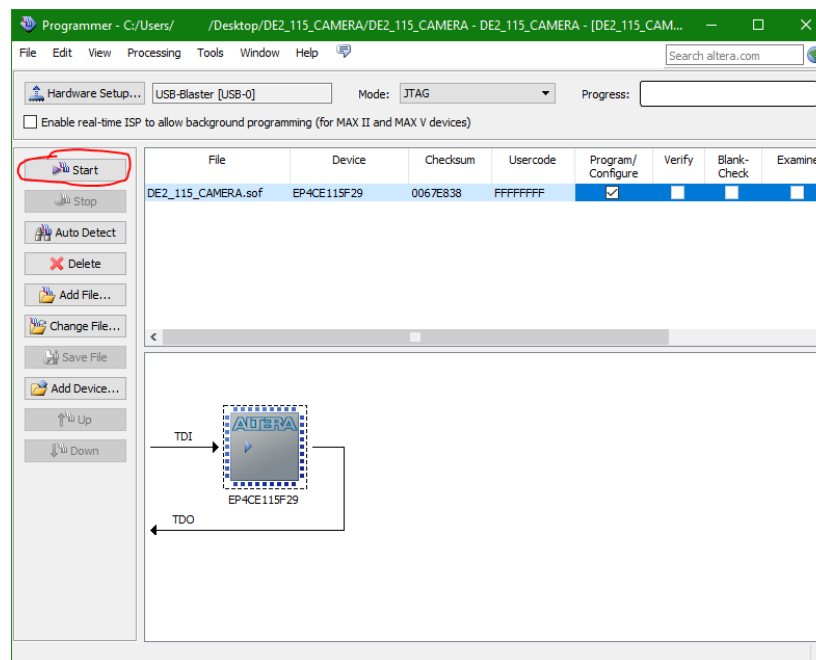 Programmer - C:/Users/ /Desktop/DE2_115_CAMERA/DE2_115_CAMERA - DE2_115_CAMERA - [DE2_115_CAM...
File Edit View Processing Tools Window Help
Search altera.com
Hardware Setup... USB-Blaster [USB-0] Mode: JTAG Progress:
Enable real-time ISP to allow background programming (for MAX II and MAX V devices)
Start
Stop
Auto Detect
Delete
Add File...
Change File...
Save File
Add Device...
Up
Down
File Device Checksum Usercode Program/ Verify Blank- Examine
Configure Check
DE2_115_CAMERA.sof EP4CE115F29 0067E838 FFFFFFFF
TDI
ALTERA
EP4CE115F29
TDO